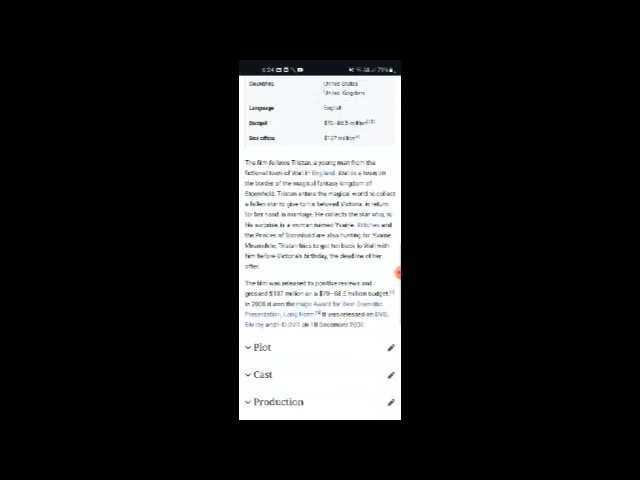 Countries United States
United Kingdom
Language English
Budget
Box office $137 million
The film follows Tristan, a young man from the
fictional town of Wall in England. Wall is a town on
the border of the magical fantasy kingdom of
Stormhold. Tristan enters the magical world to collect
a fallen star to give to his beloved Victoria, in return
for her hand in marriage. He collects the star who, to
his surprise, is a woman named Yvaine. Witches and
the Princes of Stormhold are also hunting for Yvaine.
Meanwhile, Tristan tries to get her back to Wall with
him before Victoria's birthday, the deadline of her
offer.
The film was released to positive reviews and
grossed $137 million on a $70–88.5 million budget.
In 2008 it won the Hugo Award for Best Dramatic
Presentation, Long Form. It was released on DVD,
Blu-ray and HD DVD on 18 December 2007.
Plot
Cast
Production